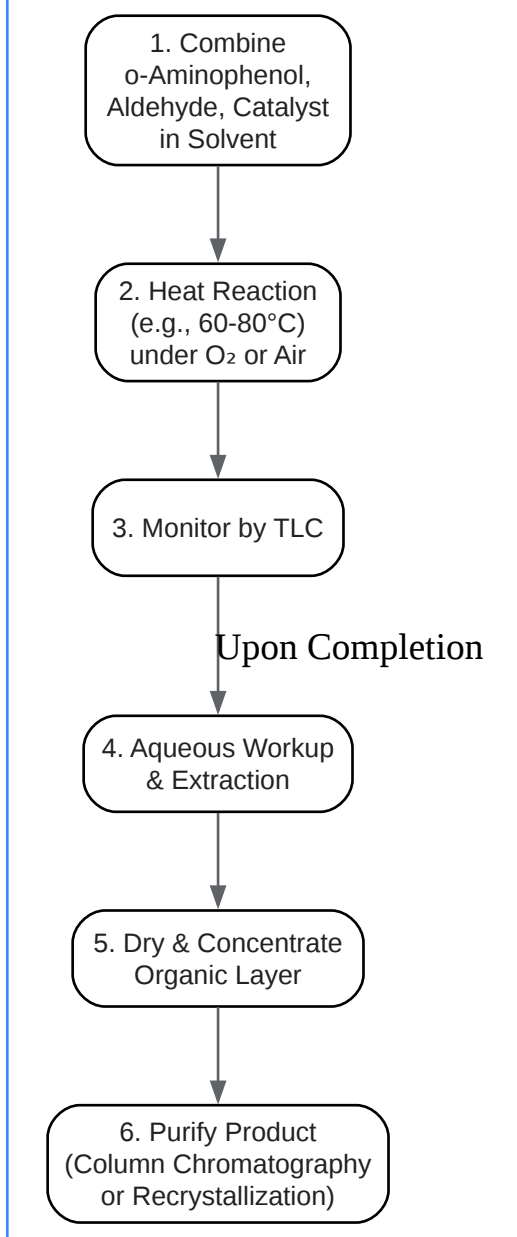 1. Combine
o-Aminophenol,
Aldehyde, Catalyst
in Solvent
2. Heat Reaction
(e.g., 60-80°C)
under O₂ or Air
3. Monitor by TLC
Upon Completion
4. Aqueous Workup
& Extraction
5. Dry & Concentrate
Organic Layer
6. Purify Product
(Column Chromatography
or Recrystallization)